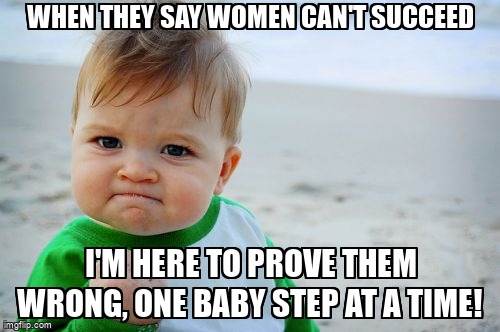 WHEN THEY SAY WOMEN CAN'T SUCCEED
I'M HERE TO PROVE THEM
WRONG, ONE BABY STEP AT A TIME!
imgflip.com